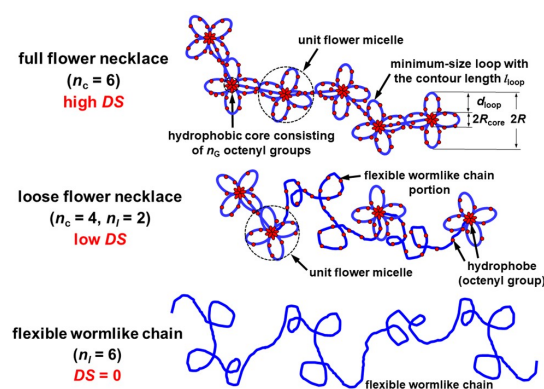 full flower necklace
(nc = 6)
high DS
unit flower micelle
minimum-size loop with
the contour length lloop
dloop
2Rcore
2R
hydrophobic core consisting
of nG octenyl groups
loose flower necklace
(nc = 4, nl = 2)
low DS
flexible wormlike chain
portion
unit flower micelle
hydrophobe
(octenyl group)
flexible wormlike chain
(nl = 6)
DS = 0
flexible wormlike chain